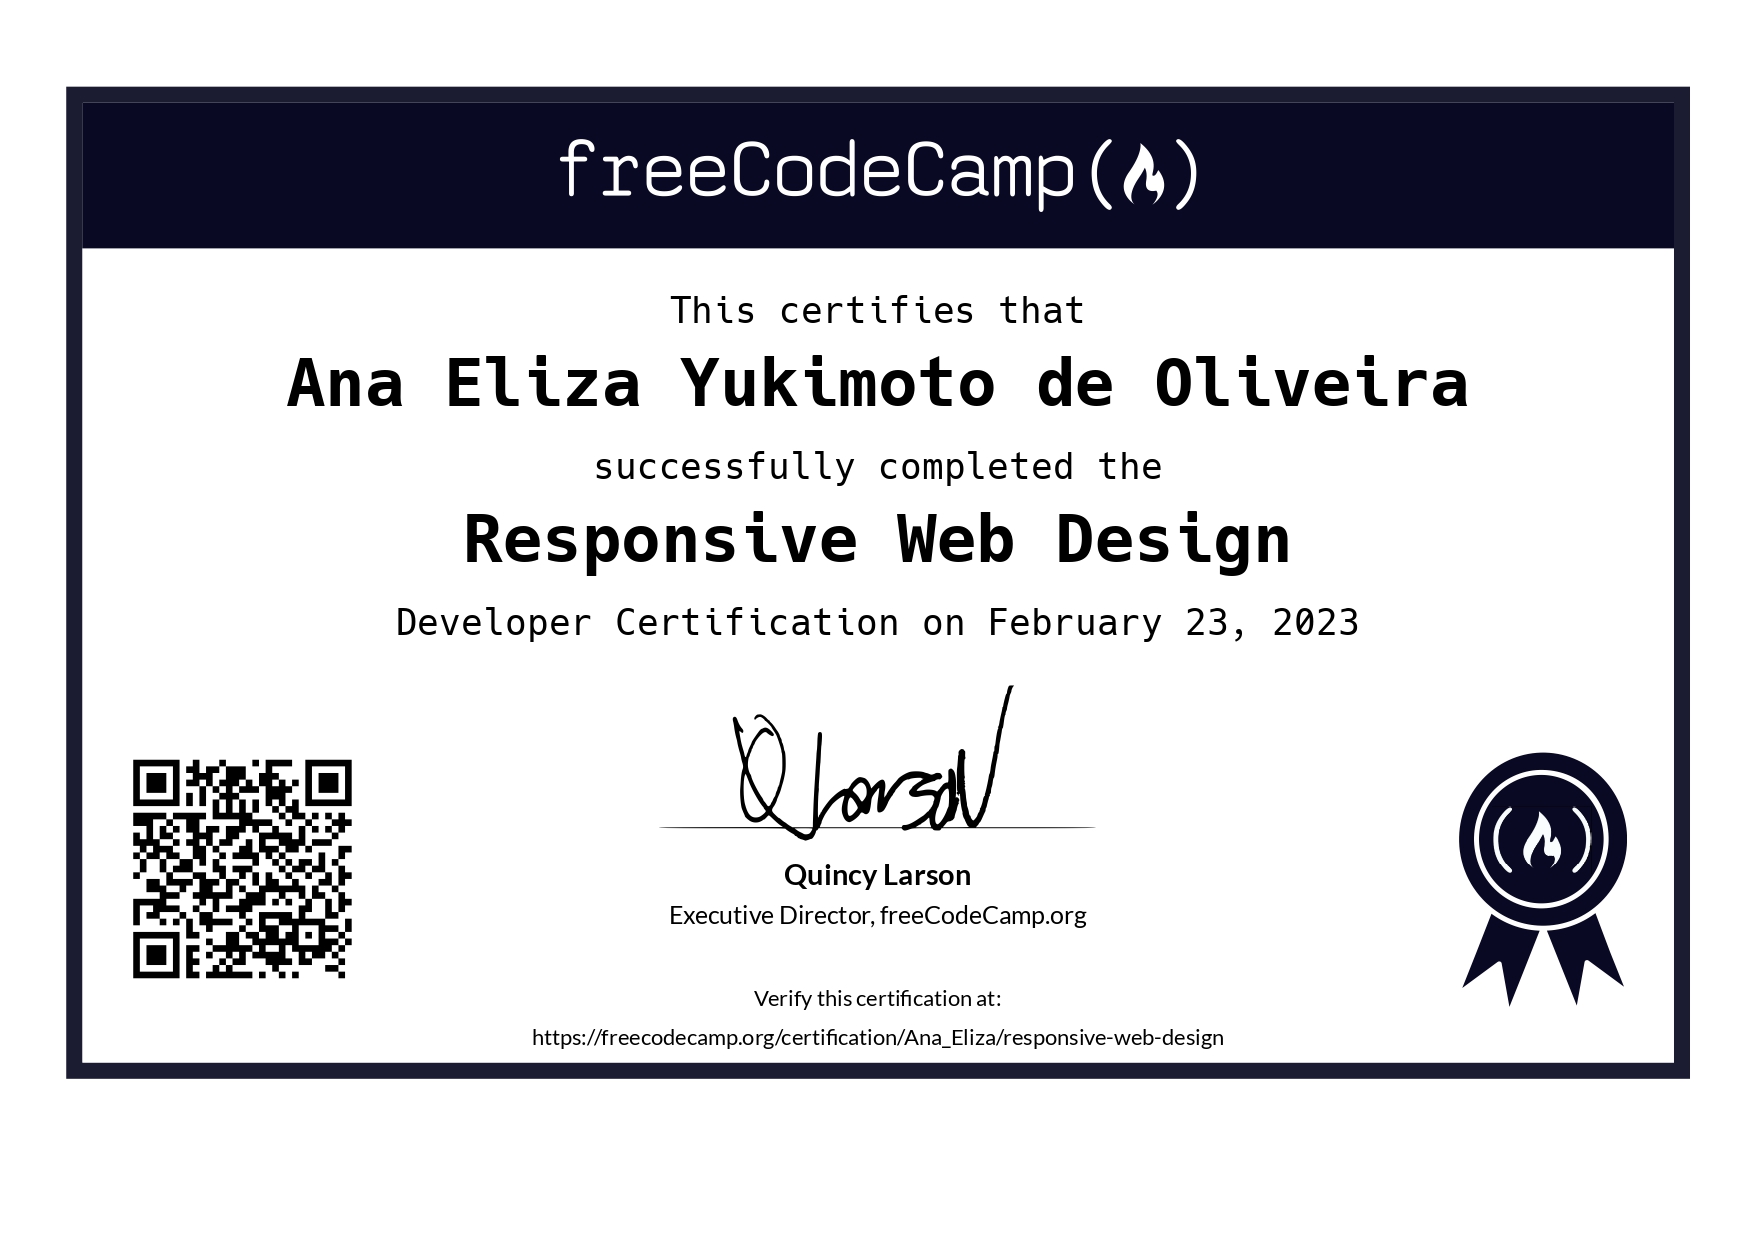 freeCodeCamp
This certifies that
Ana Eliza Yukimoto de Oliveira
successfully completed the
Responsive Web Design
Developer Certification on February 23, 2023
Quincy Larson
Executive Director, freeCodeCamp.org
Verify this certification at:
https://freecodecamp.org/certification/Ana_Eliza/responsive-web-design